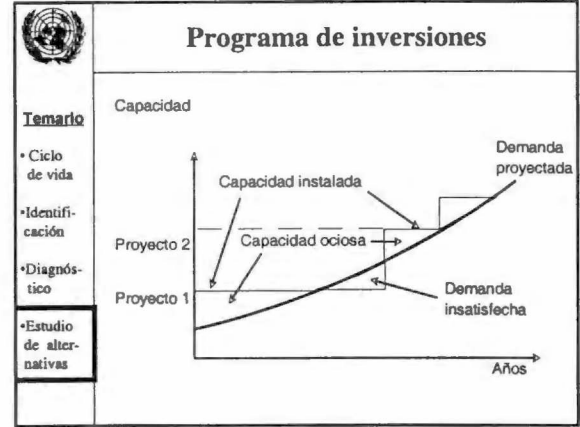 Programa de inversiones
Temario
• Ciclo
de vida
•Identifi-
cación
•Diagnós-
tico
•Estudio
de alter-
nativas
Capacidad
Demanda
proyectada
Capacidad instalada
Proyecto 2
Capacidad ociosa
Proyecto 1
Demanda
insatisfecha
Años